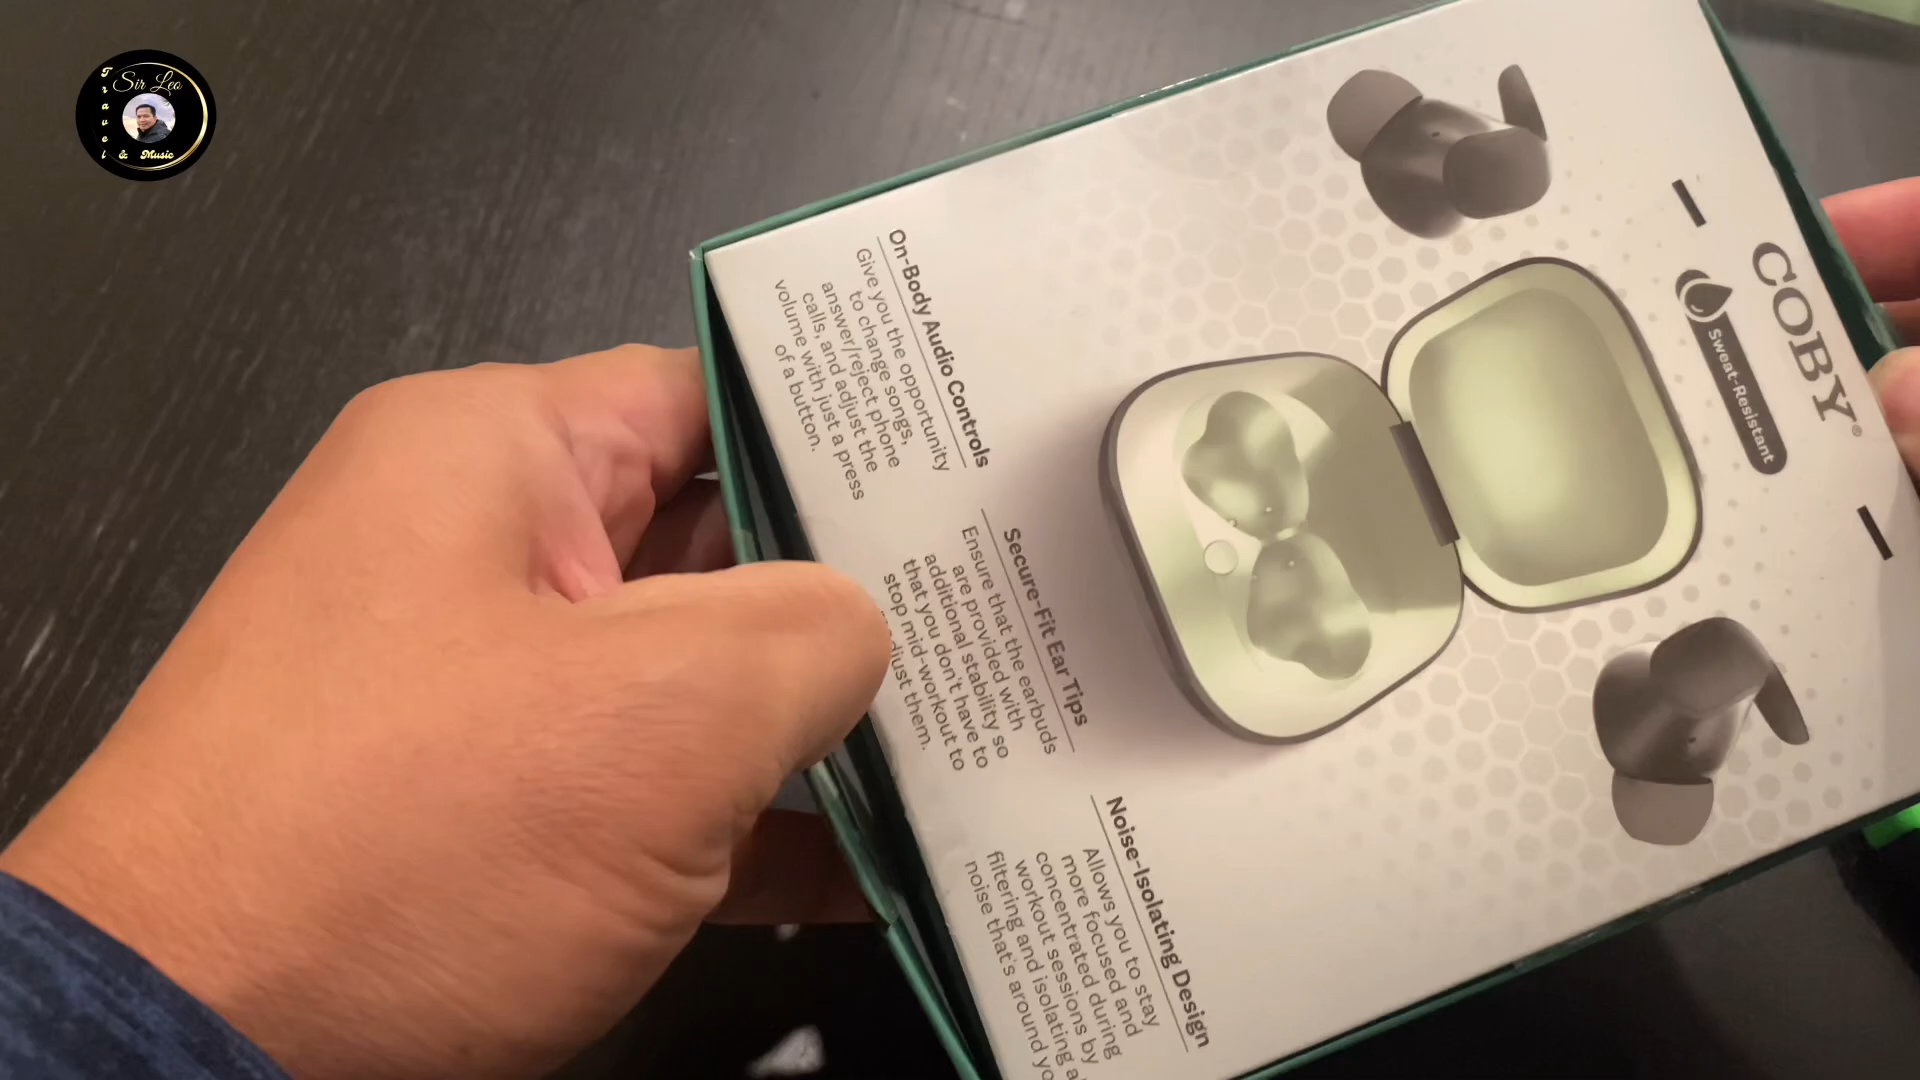 Sir Leo
Travel
& Music
COBY®
Sweat-Resistant
On-Body Audio Controls
Give you the opportunity
to change songs,
answer/reject phone
calls, and adjust the
volume with just a press
of a button.
Secure-Fit Ear Tips
Ensure that the earbuds
are provided with
additional stability so
that you don't have to
stop mid-workout to
them.
Noise-Isolating Design
Allows you to stay
more focused and
concentrated during
workout sessions by
filtering and isolating
noise that's around